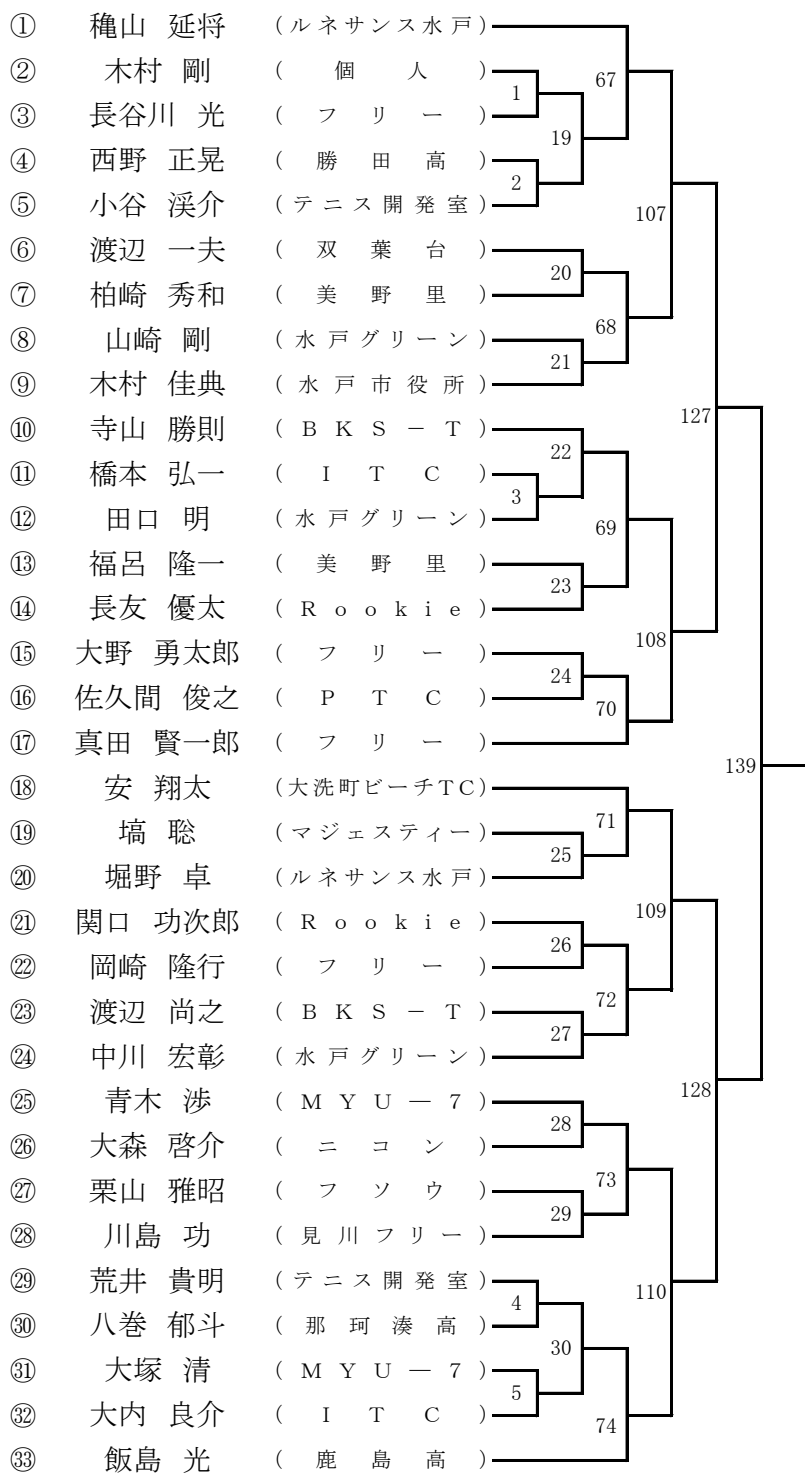 ① 穐山 延将 (ルネサンス水戸)
② 木村 剛 (個人)
③ 長谷川 光 (フリー)
④ 西野 正晃 (勝田高)
⑤ 小谷 渓介 (テニス開発室)
⑥ 渡辺 一夫 (双葉台)
⑦ 柏崎 秀和 (美野里)
⑧ 山崎 剛 (水戸グリーン)
⑨ 木村 佳典 (水戸市役所)
⑩ 寺山 勝則 (BKS－T)
⑪ 橋本 弘一 (ITC)
⑫ 田口 明 (水戸グリーン)
⑬ 福呂 隆一 (美野里)
⑭ 長友 優太 (Rookie)
⑮ 大野 勇太郎 (フリー)
⑯ 佐久間 俊之 (PTC)
⑰ 真田 賢一郎 (フリー)
⑱ 安 翔太 (大洗町ビーチTC)
⑲ 塙 聡 (マジェスティー)
⑳ 堀野 卓 (ルネサンス水戸)
㉑ 関口 功次郎 (Rookie)
㉒ 岡崎 隆行 (フリー)
㉓ 渡辺 尚之 (BKS－T)
㉔ 中川 宏彰 (水戸グリーン)
㉕ 青木 渉 (MYU―7)
㉖ 大森 啓介 (ニコン)
㉗ 栗山 雅昭 (フソウ)
㉘ 川島 功 (見川フリー)
㉙ 荒井 貴明 (テニス開発室)
㉚ 八巻 郁斗 (那珂湊高)
㉛ 大塚 清 (MYU―7)
㉜ 大内 良介 (ITC)
㉝ 飯島 光 (鹿島高)
1
2
3
4
5
19
20
21
22
23
24
25
26
27
28
29
30
67
68
69
70
71
72
73
74
107
108
109
110
127
128
139